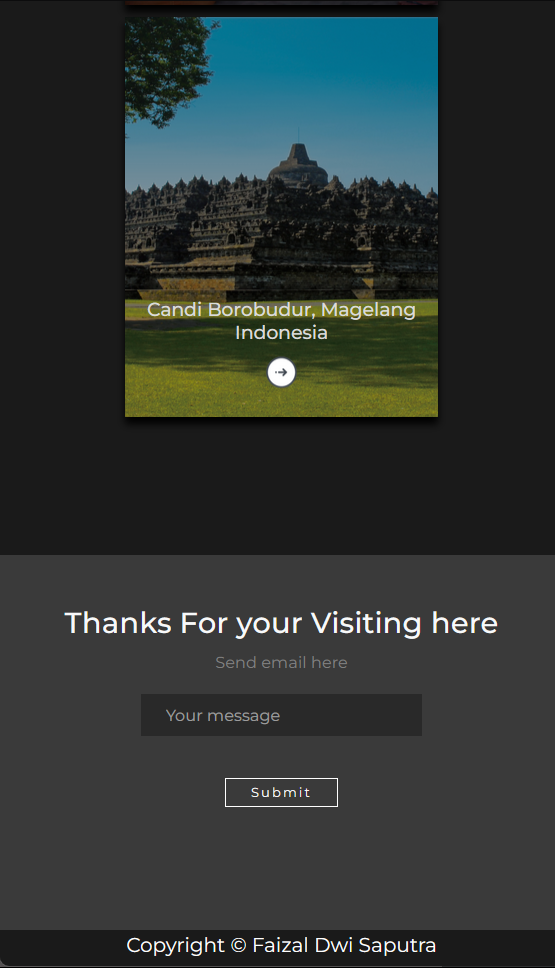 Candi Borobudur, Magelang
Indonesia
Thanks For your Visiting here
Send email here
Your message
Submit
Copyright © Faizal Dwi Saputra